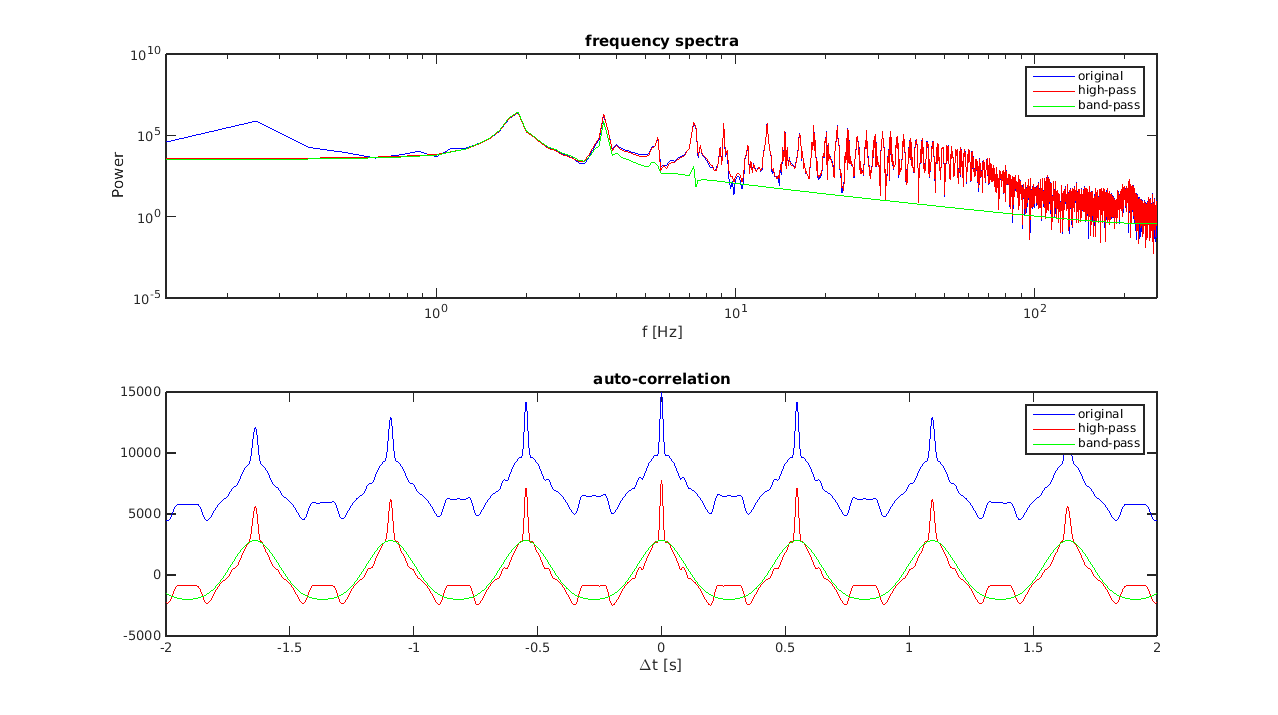 frequency spectra
10^10
10^5
10^0
10^-5
Power
original
high-pass
band-pass
10^0
10^1
10^2
f [Hz]
auto-correlation
15000
10000
5000
0
-5000
original
high-pass
band-pass
-2
-1.5
-1
-0.5
0
0.5
1
1.5
2
Δt [s]